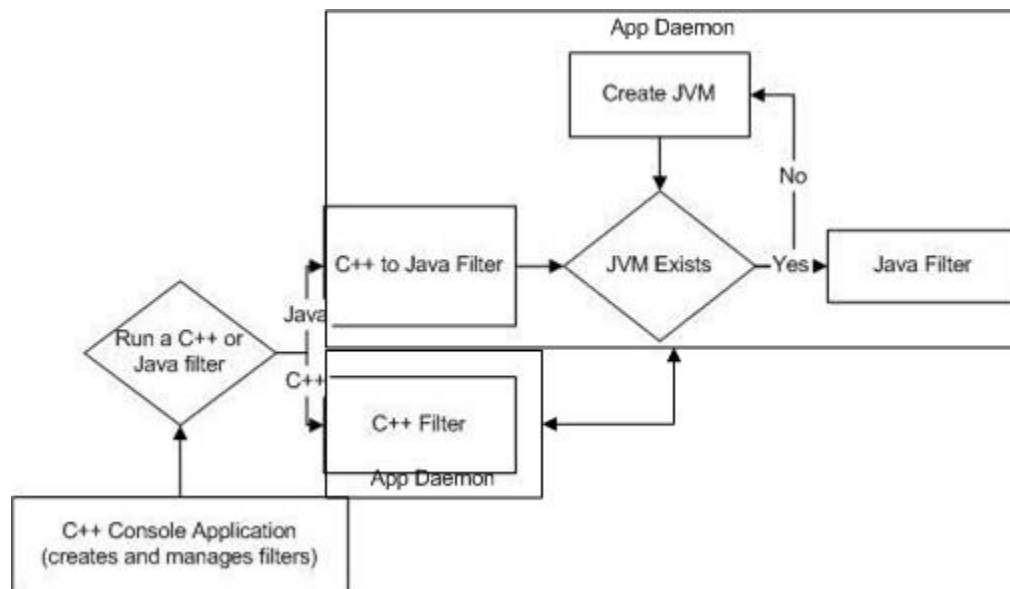 App Daemon
Create JVM
No
C++ to Java Filter
JVM Exists
Yes
Java Filter
Java
Run a C++ or
Java filter
C++
C++ Filter
App Daemon
C++ Console Application
(creates and manages filters)